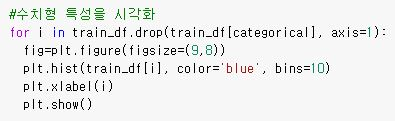 #수치형 특성을 시각화
for i in train_df.drop(train_df[categorical], axis=1):
  fig=plt.figure(figsize=(9,8))
  plt.hist(train_df[i], color='blue', bins=10)
  plt.xlabel(i)
  plt.show()